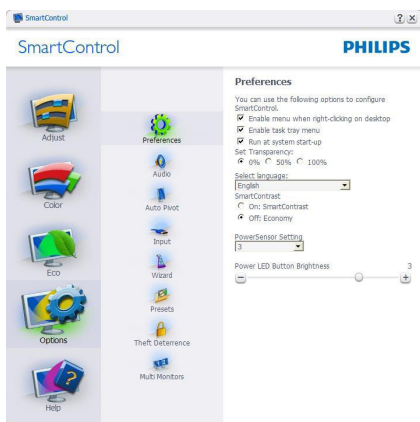 SmartControl
SmartControl
PHILIPS
Adjust
Color
Eco
Options
Help
Preferences
Audio
Auto Pivot
Input
Wizard
Presets
Theft Deterrence
Multi Monitors
Preferences
You can use the following options to configure
SmartControl.
Enable menu when right-clicking on desktop
Enable task tray menu
Run at system start-up
Set Transparency:
0% 50% 100%
Select language:
English
SmartContrast
On: SmartContrast
Off: Economy
PowerSensor Setting
3
Power LED Button Brightness 3